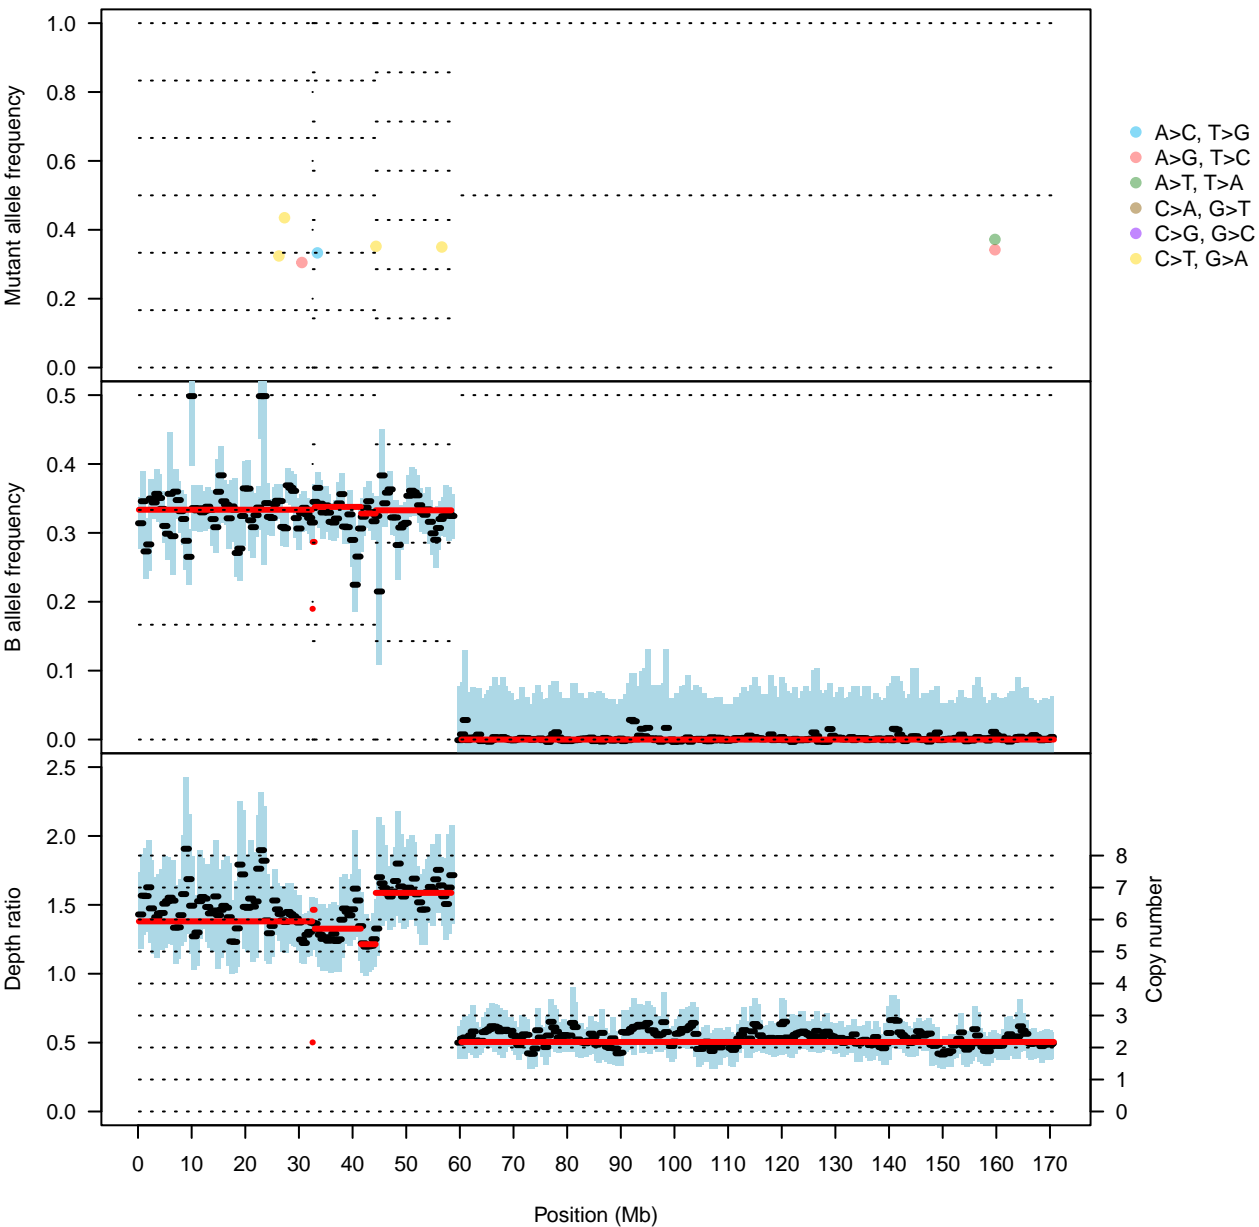 Mutant allele frequency
1.0
0.8
0.6
0.4
0.2
0.0
A>C, T>G
A>G, T>C
A>T, T>A
C>A, G>T
C>G, G>C
C>T, G>A
B allele frequency
0.5
0.4
0.3
0.2
0.1
0.0
Depth ratio
2.5
2.0
1.5
1.0
0.5
0.0
Copy number
8
7
6
5
4
3
2
1
0
0 10 20 30 40 50 60 70 80 90 100 110 120 130 140 150 160 170
Position (Mb)